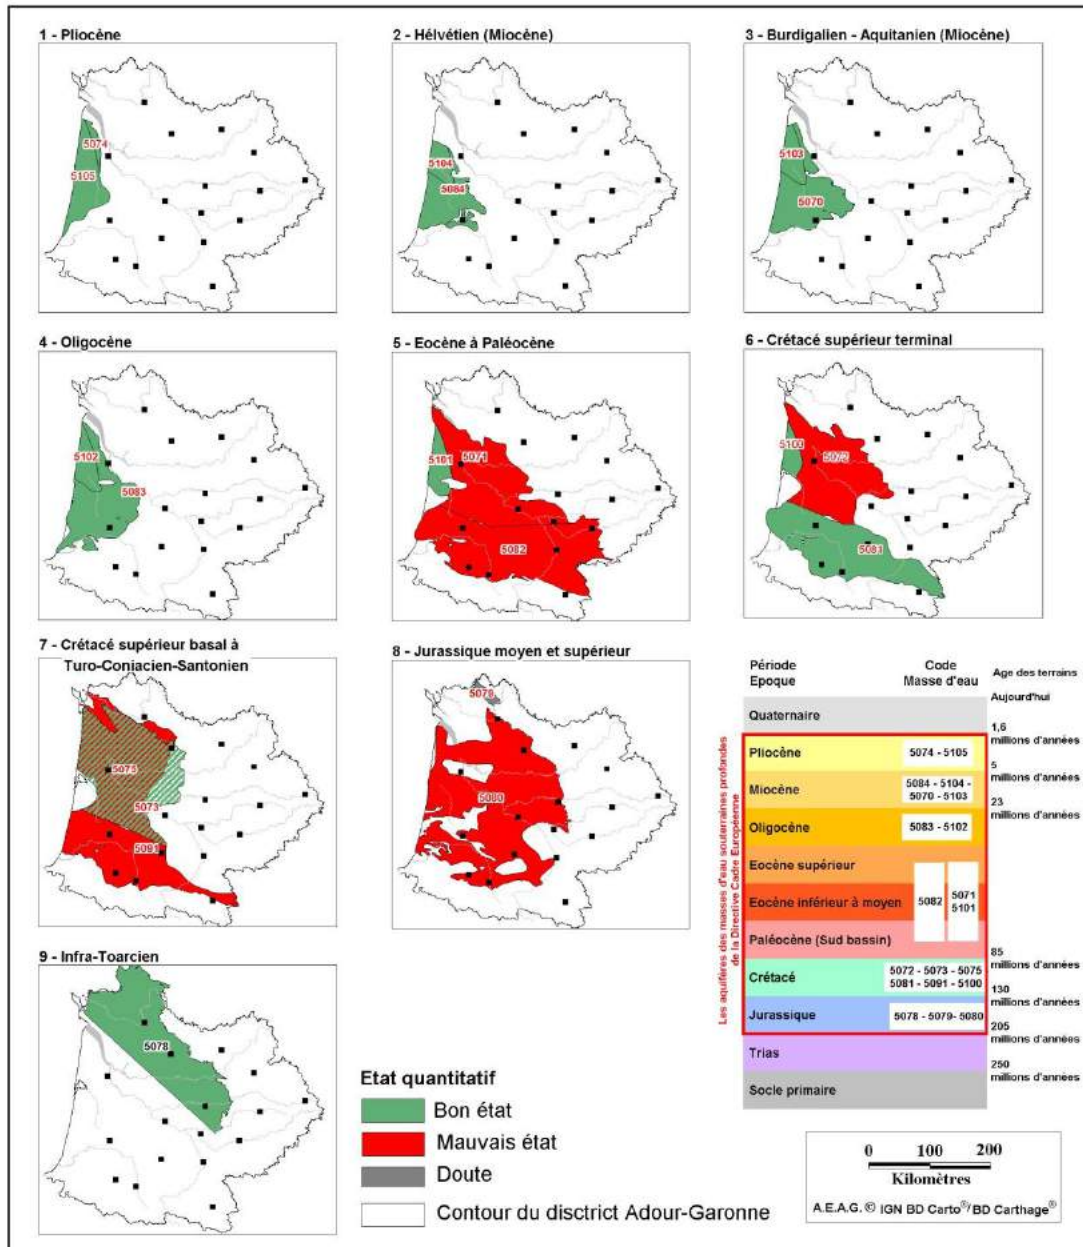 1 - Pliocène
2 - Hélvétien (Miocène)
3 - Burdigalien - Aquitanien (Miocène)
5074
5105
5104
5084
5103
5070
4 - Oligocène
5 - Eocène à Paléocène
6 - Crétacé supérieur terminal
5102
5083
5101
5071
5082
5100
5072
5081
7 - Crétacé supérieur basal à
Turo-Coniacien-Santonien
8 - Jurassique moyen et supérieur
5075
5073
5091
5079
5080
9 - Infra-Toarcien
5078
Etat quantitatif
Bon état
Mauvais état
Doute
Contour du disctrict Adour-Garonne
Les aquifères des masses d'eau souterraines profondes
de la Directive Cadre Européenne
Période
Epoque
Code
Masse d'eau
Age des terrains
Aujourd'hui
Quaternaire
1,6
millions d'années
Pliocène
5074 - 5105
5
millions d'années
Miocène
5084 - 5104 -
5070 - 5103
23
millions d'années
Oligocène
5083 - 5102
Eocène supérieur
Eocène inférieur à moyen
5082
5071
5101
Paléocène (Sud bassin)
85
millions d'années
Crétacé
5072 - 5073 - 5075
5081 - 5091 - 5100
130
millions d'années
Jurassique
5078 - 5079- 5080
205
millions d'années
Trias
250
millions d'années
Socle primaire
0 100 200
Kilomètres
A.E.A.G. © IGN BD Carto®/BD Carthage®